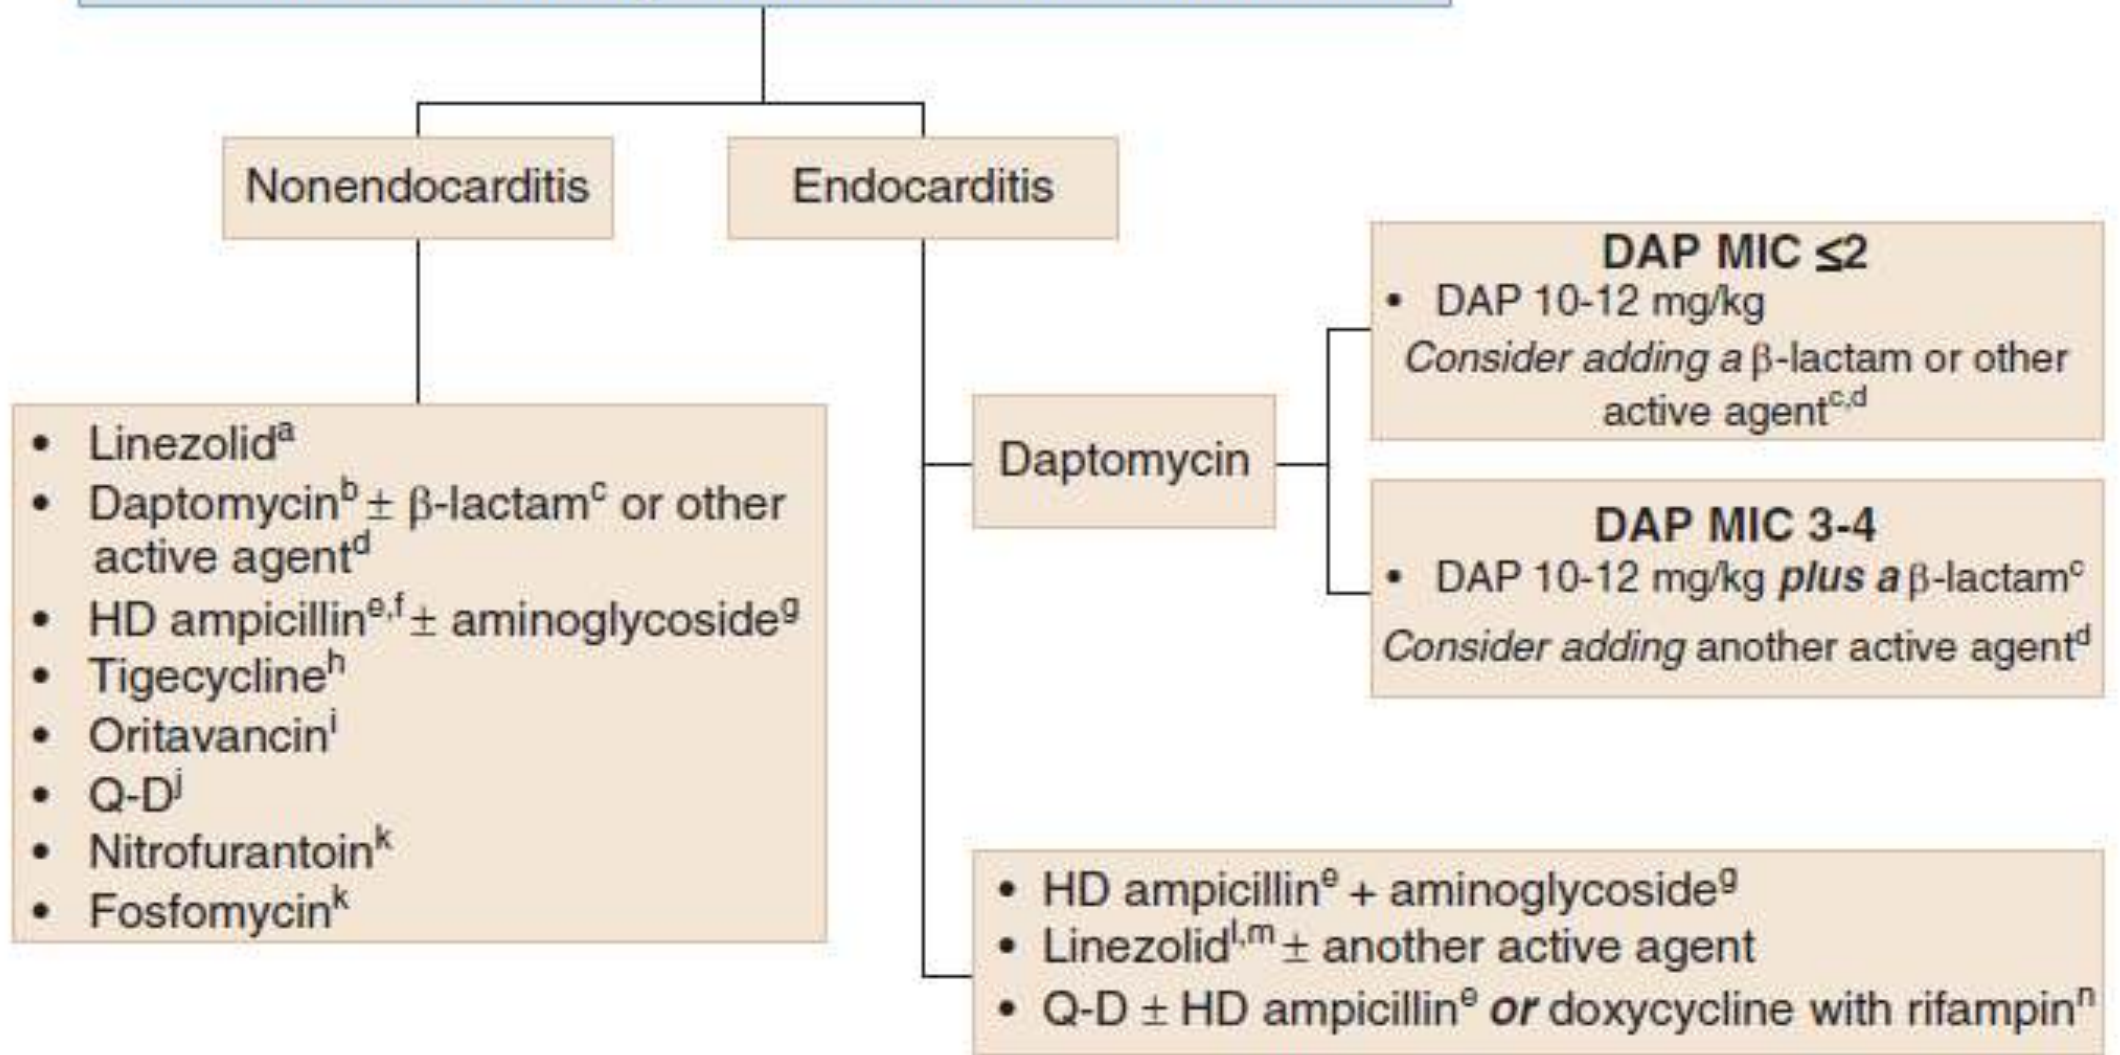 Nonendocarditis
Endocarditis
• Linezolidᵃ
• Daptomycinᵇ ± β-lactamᶜ or other
active agentᵈ
• HD ampicillinᵉ,ᶠ ± aminoglycosideᵍ
• Tigecyclineʰ
• Oritavancinⁱ
• Q-Dʲ
• Nitrofurantoinᵏ
• Fosfomycinᵏ
Daptomycin
DAP MIC ≤2
• DAP 10-12 mg/kg
Consider adding a β-lactam or other
active agentᶜ,ᵈ
DAP MIC 3-4
• DAP 10-12 mg/kg plus a β-lactamᶜ
Consider adding another active agentᵈ
• HD ampicillinᵉ + aminoglycosideᵍ
• Linezolidˡ,ᵐ ± another active agent
• Q-D ± HD ampicillinᵉ or doxycycline with rifampinⁿ